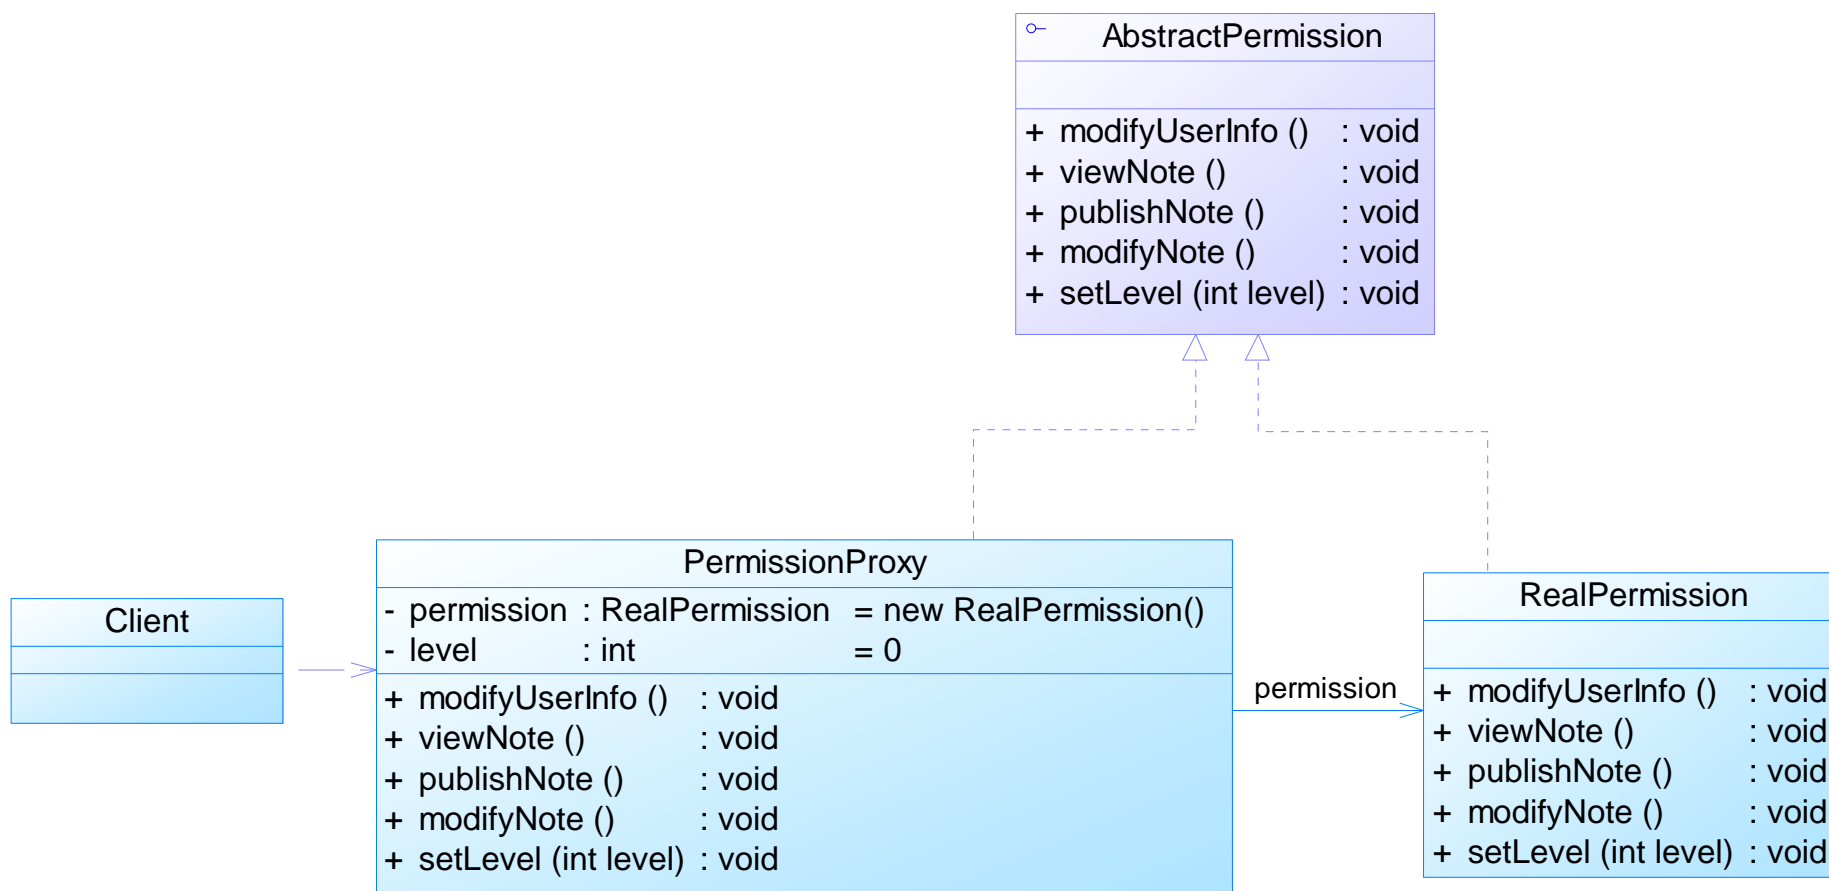 AbstractPermission
+ modifyUserInfo () : void
+ viewNote () : void
+ publishNote () : void
+ modifyNote () : void
+ setLevel (int level) : void
Client
PermissionProxy
- permission : RealPermission = new RealPermission()
- level : int = 0
+ modifyUserInfo () : void
+ viewNote () : void
+ publishNote () : void
+ modifyNote () : void
+ setLevel (int level) : void
permission
RealPermission
+ modifyUserInfo () : void
+ viewNote () : void
+ publishNote () : void
+ modifyNote () : void
+ setLevel (int level) : void